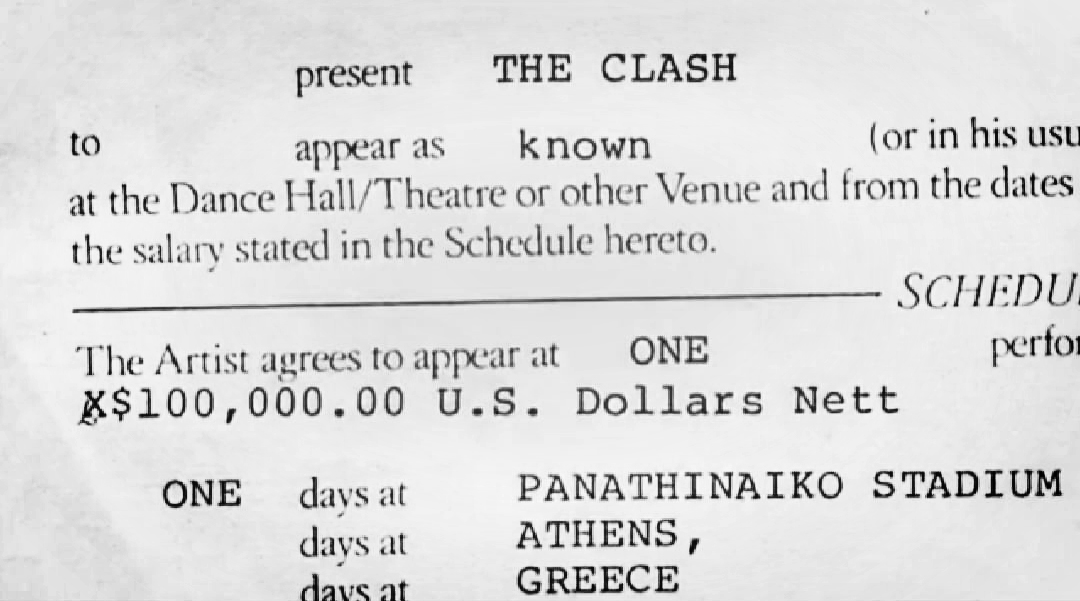 present THE CLASH
to appear as known (or in his usu
at the Dance Hall/Theatre or other Venue and from the dates
the salary stated in the Schedule hereto.
SCHEDU
The Artist agrees to appear at ONE perfor
X$100,000.00 U.S. Dollars Nett
ONE days at PANATHINAIKO STADIUM
days at ATHENS,
days at GREECE